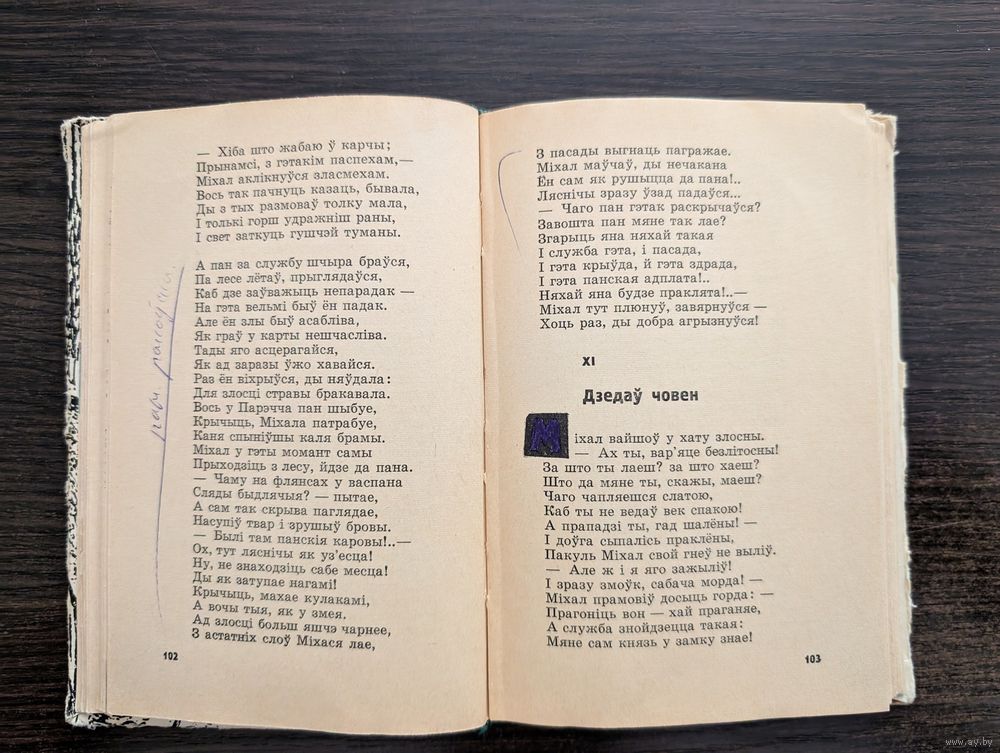 — Хіба што жабаю ў карчы;
Прынамсі, з гэтакім паспехам,—
Міхал аклікнуўся зласмехам.
Вось так пачнуць казаць, бывала,
Ды з тых размоваў толку мала,
І толькі горш удражніш раны,
І свет заткуць гушчэй туманы.
А пан за службу шчыра браўся,
Па лесе лётаў, прыглядаўся,
Каб дзе заўважыць непарадак —
На гэта вельмі быў ён падак.
Але ён злы быў асабліва,
Як граў у карты нешчасліва.
Тады яго асцерагайся,
Як ад заразы ўжо хавайся.
Раз ён віхрыўся, ды няўдала:
Для злосці стравы бракавала.
Вось у Парэчча пан шыбуе,
Крычыць, Міхала патрабуе,
Каня спыніўшы каля брамы.
Міхал у гэты момант самы
Прыходзіць з лесу, йдзе да пана.
— Чаму на флянсах у васпана
Сляды быдлячыя? — пытае,
А сам так скрыва паглядае,
Насупіў твар і зрушыў бровы.
— Былі там панскія каровы!..—
Ох, тут ляснічы як уз'есца!
Ну, не знаходзіць сабе месца!
Ды як затупае нагамі!
Крычыць, махае кулакамі,
А вочы тыя, як у змея.
Ад злосці больш яшчэ чарнее,
З астатніх слоў Міхася лае,
102
З пасады выгнаць пагражае.
Міхал маўчаў, ды нечакана
Ён сам як рушыцца да пана!..
Ляснічы зразу ўзад падаўся...
— Чаго пан гэтак раскрычаўся?
Завошта пан мяне так лае?
Згарыць яна няхай такая
І служба гэта, і пасада,
І гэта крыўда, й гэта здрада,
І гэта панская адплата!..
Няхай яна будзе праклята!..—
Міхал тут плюнуў, завярнуўся —
Хоць раз, ды добра агрызнуўся!
XI
Дзедаў човен
Міхал вайшоў у хату злосны.
— Ах ты, вар'яце безлітосны!
За што ты лаеш? за што хаеш?
Што да мяне ты, скажы, маеш?
Чаго чапляешся слатою,
Каб ты не ведаў век спакою!
А прападзі ты, гад шалёны! —
І доўга сыпалісь праклёны,
Пакуль Міхал свой гнеў не выліў.
— Але ж і я яго зажыліў!
І зразу змоўк, сабача морда! —
Міхал прамовіў досыць горда: —
Прагоніць вон — хай праганяе,
А служба знойдзецца такая:
Мяне сам князь у замку знае!
103
www.ay.by